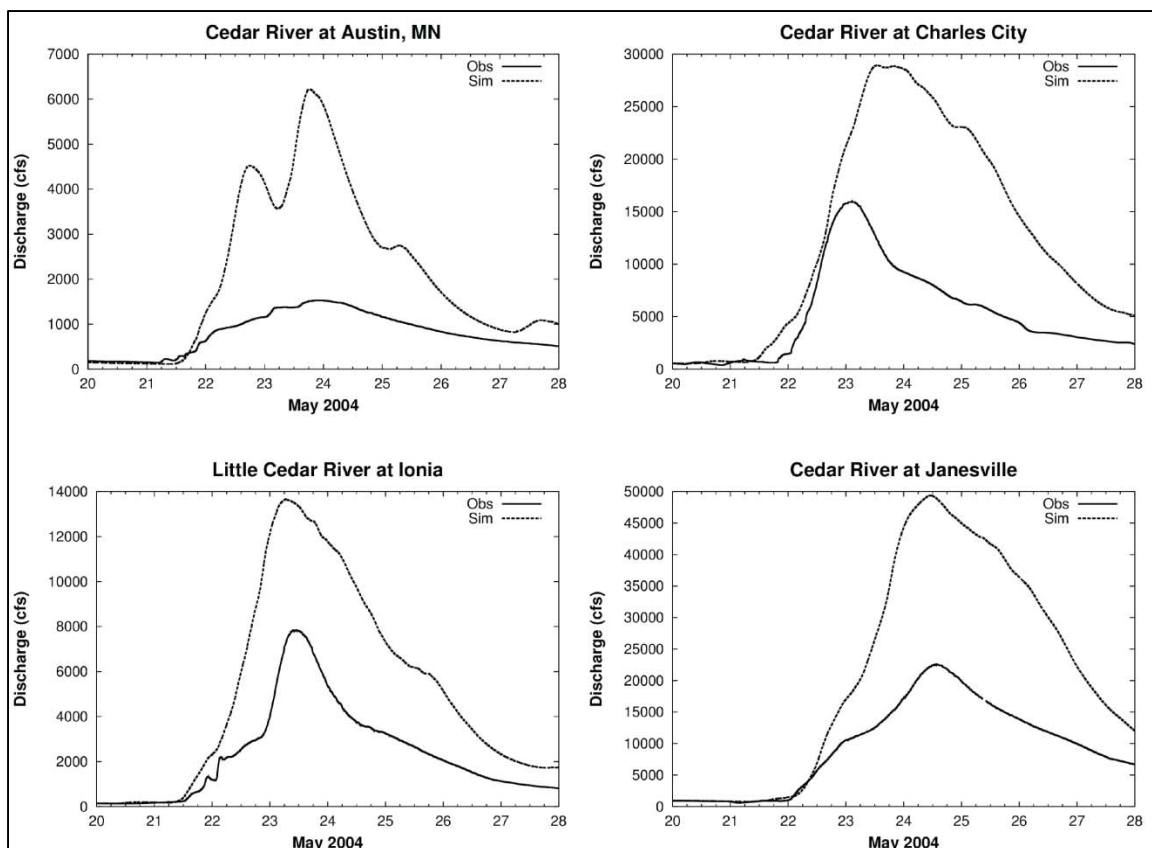 Cedar River at Austin, MN
Discharge (cfs)
7000
6000
5000
4000
3000
2000
1000
0
Obs
Sim
20 21 22 23 24 25 26 27 28
May 2004
Cedar River at Charles City
Discharge (cfs)
30000
25000
20000
15000
10000
5000
0
Obs
Sim
20 21 22 23 24 25 26 27 28
May 2004
Little Cedar River at Ionia
Discharge (cfs)
14000
12000
10000
8000
6000
4000
2000
0
Obs
Sim
20 21 22 23 24 25 26 27 28
May 2004
Cedar River at Janesville
Discharge (cfs)
50000
45000
40000
35000
30000
25000
20000
15000
10000
5000
0
Obs
Sim
20 21 22 23 24 25 26 27 28
May 2004